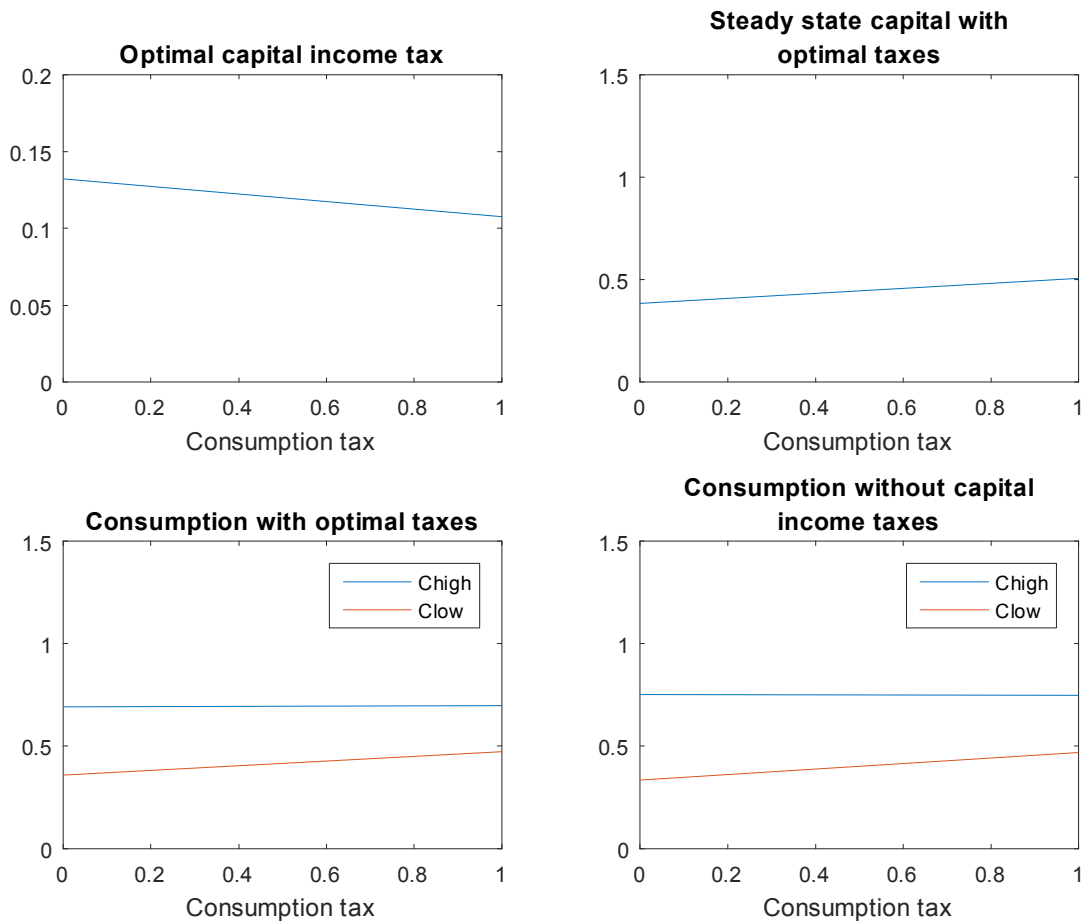 Optimal capital income tax
0.2
0.15
0.1
0.05
0
0 0.2 0.4 0.6 0.8 1
Consumption tax
Steady state capital with
optimal taxes
1.5
1
0.5
0
0 0.2 0.4 0.6 0.8 1
Consumption tax
Consumption with optimal taxes
1.5
1
0.5
0
Chigh
Clow
0 0.2 0.4 0.6 0.8 1
Consumption tax
Consumption without capital
income taxes
1.5
1
0.5
0
Chigh
Clow
0 0.2 0.4 0.6 0.8 1
Consumption tax